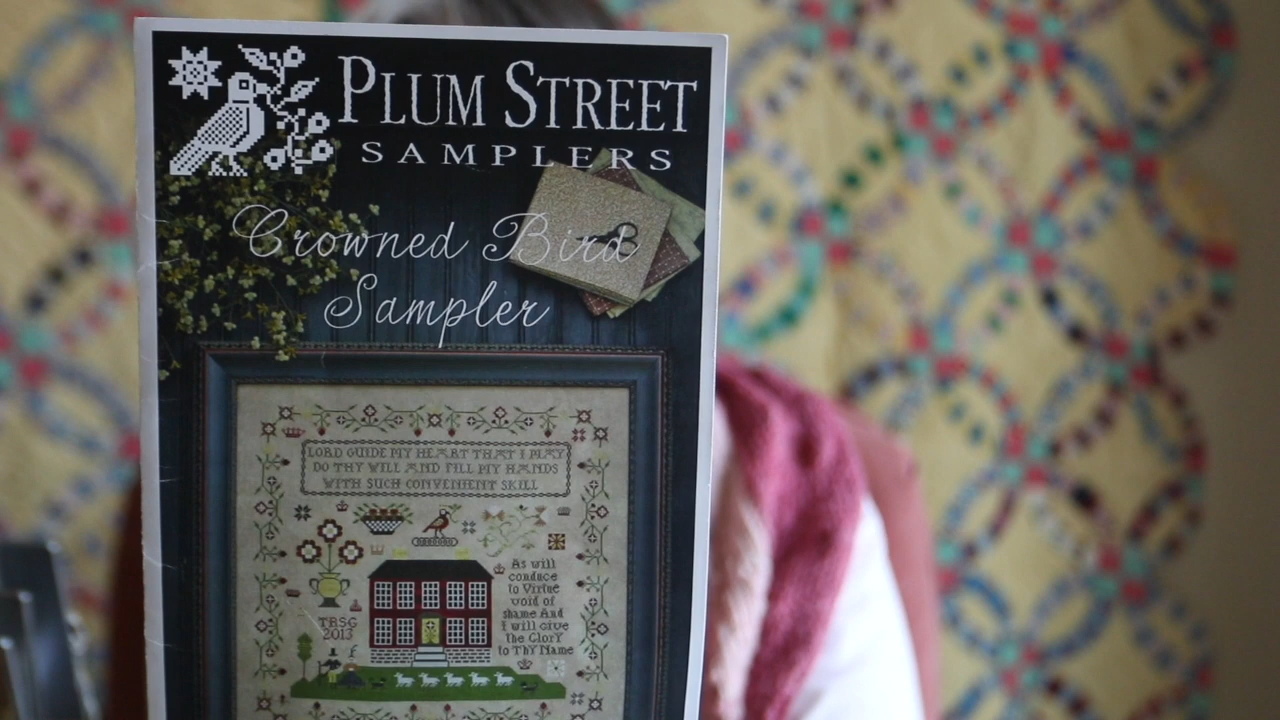 PLUM STREET
SAMPLERS
Crowned Bird
Sampler
LORD GUIDE MY HEART THAT I MAY
DO THY WILL AND FILL MY HANDS
WITH SUCH CONVENIENT SKILL
As will
conduce
to Virtue
void of
shame And
I will give
the Glory
to Thy Name
TRSG
2013